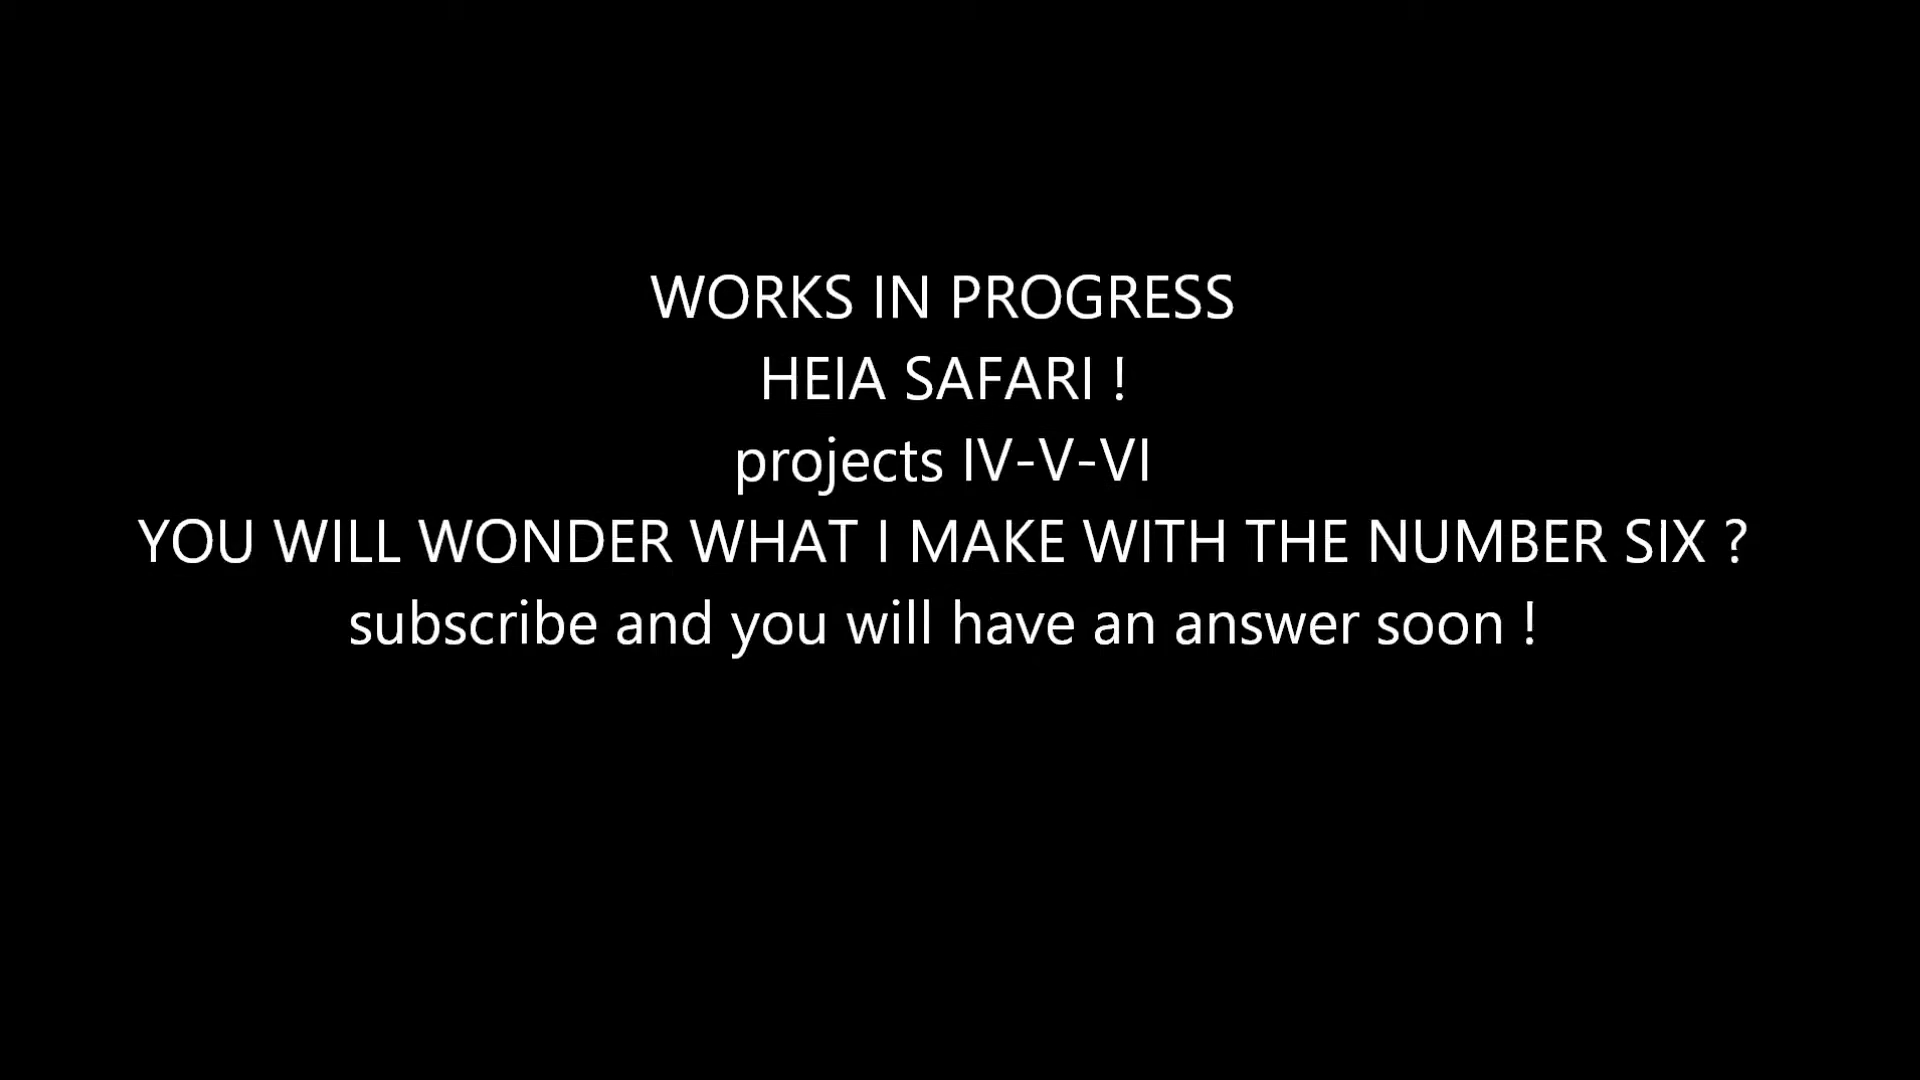 WORKS IN PROGRESS
HEIA SAFARI !
projects IV-V-VI
YOU WILL WONDER WHAT I MAKE WITH THE NUMBER SIX ?
subscribe and you will have an answer soon !